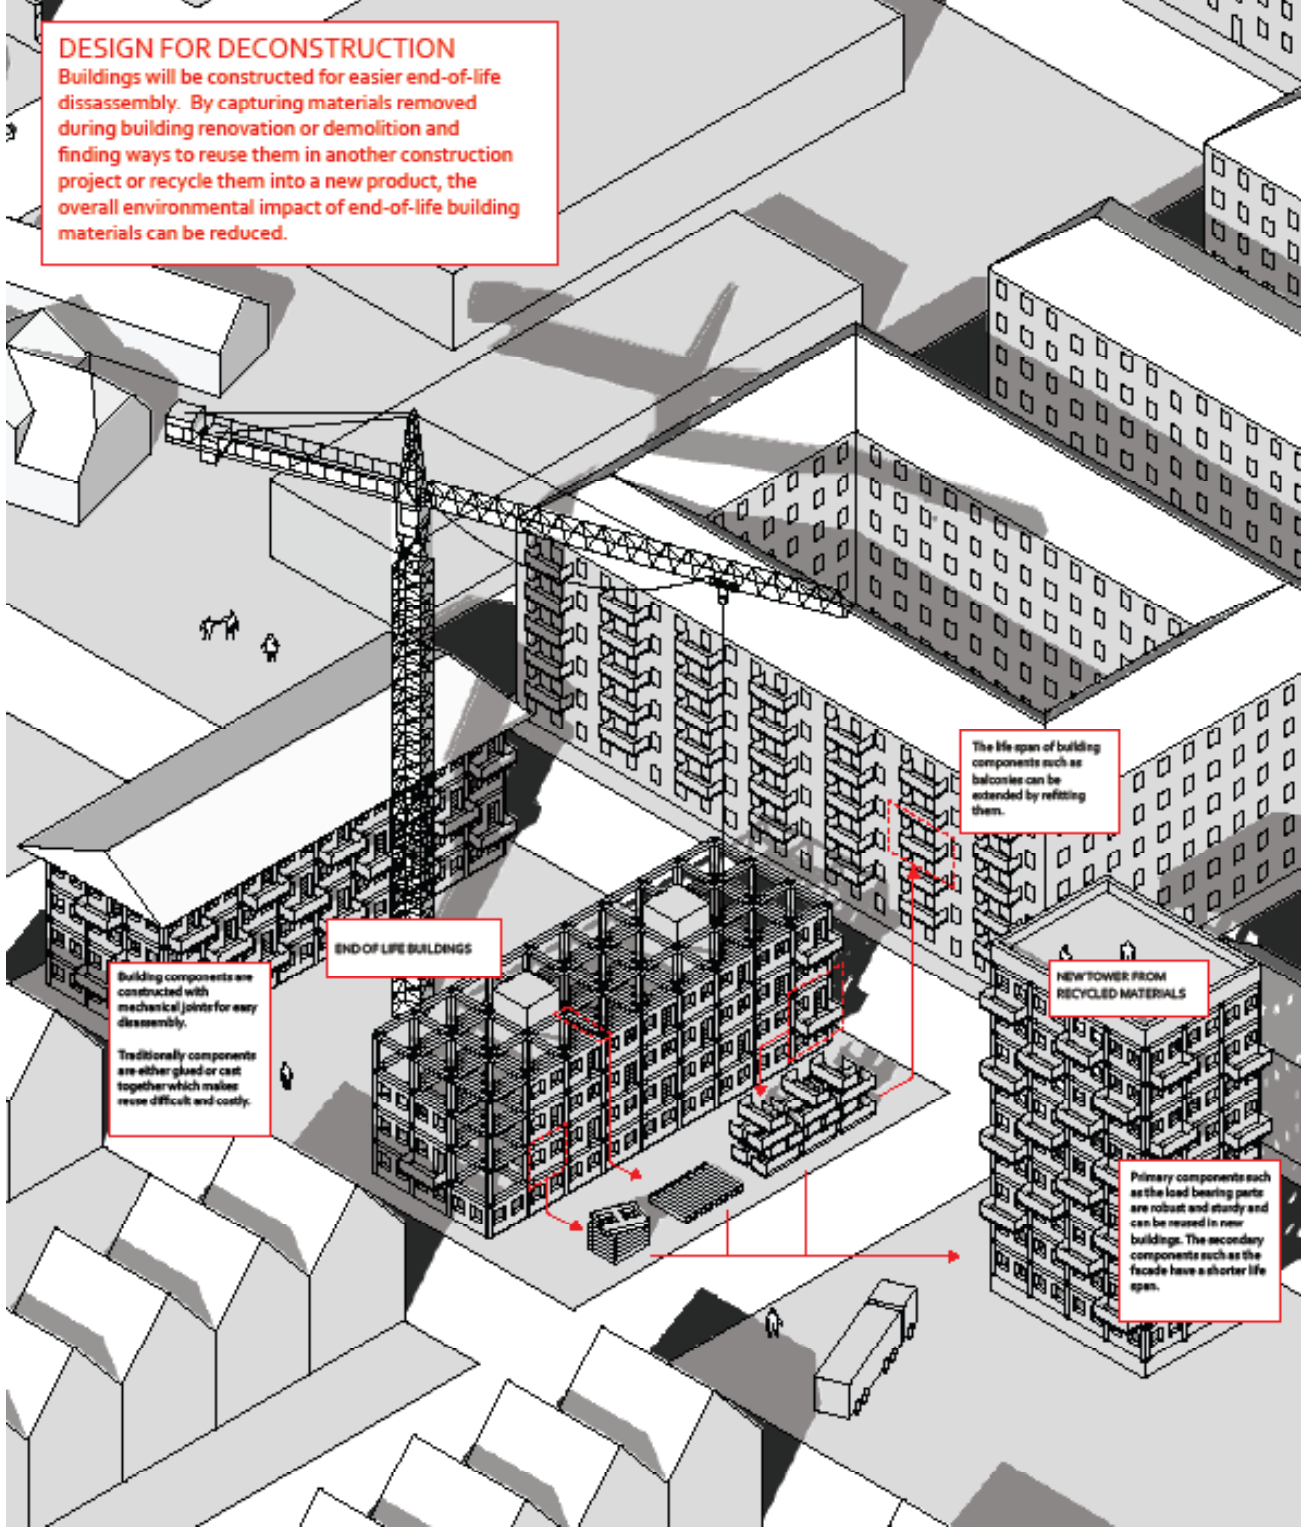 DESIGN FOR DECONSTRUCTION
Buildings will be constructed for easier end-of-life
dissassembly. By capturing materials removed
during building renovation or demolition and
finding ways to reuse them in another construction
project or recycle them into a new product, the
overall environmental impact of end-of-life building
materials can be reduced.
The life span of building
components such as
balconies can be
extended by refitting
them.
END OF LIFE BUILDINGS
Building components are
constructed with
mechanical joints for easy
disassembly.
Traditionally components
are either glued or cast
together which makes
reuse difficult and costly.
NEW TOWER FROM
RECYCLED MATERIALS
Primary components such
as the load bearing parts
are robust and sturdy and
can be reused in new
buildings. The secondary
components such as the
facade have a shorter life
span.